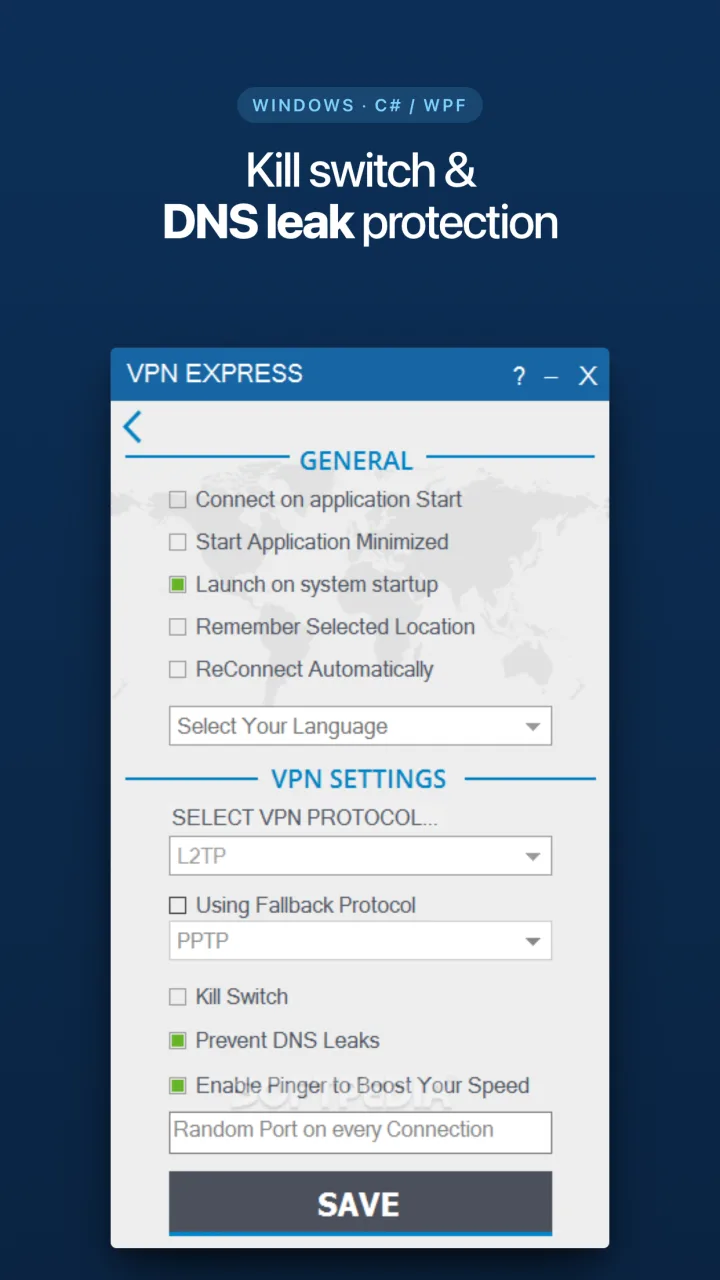 WINDOWS · C# / WPF
Kill switch &
DNS leak protection
VPN EXPRESS ? – X
GENERAL
Connect on application Start
Start Application Minimized
Launch on system startup
Remember Selected Location
ReConnect Automatically
Select Your Language
VPN SETTINGS
SELECT VPN PROTOCOL...
L2TP
Using Fallback Protocol
PPTP
Kill Switch
Prevent DNS Leaks
Enable Pinger to Boost Your Speed
SOFTPEDIA
Random Port on every Connection
SAVE